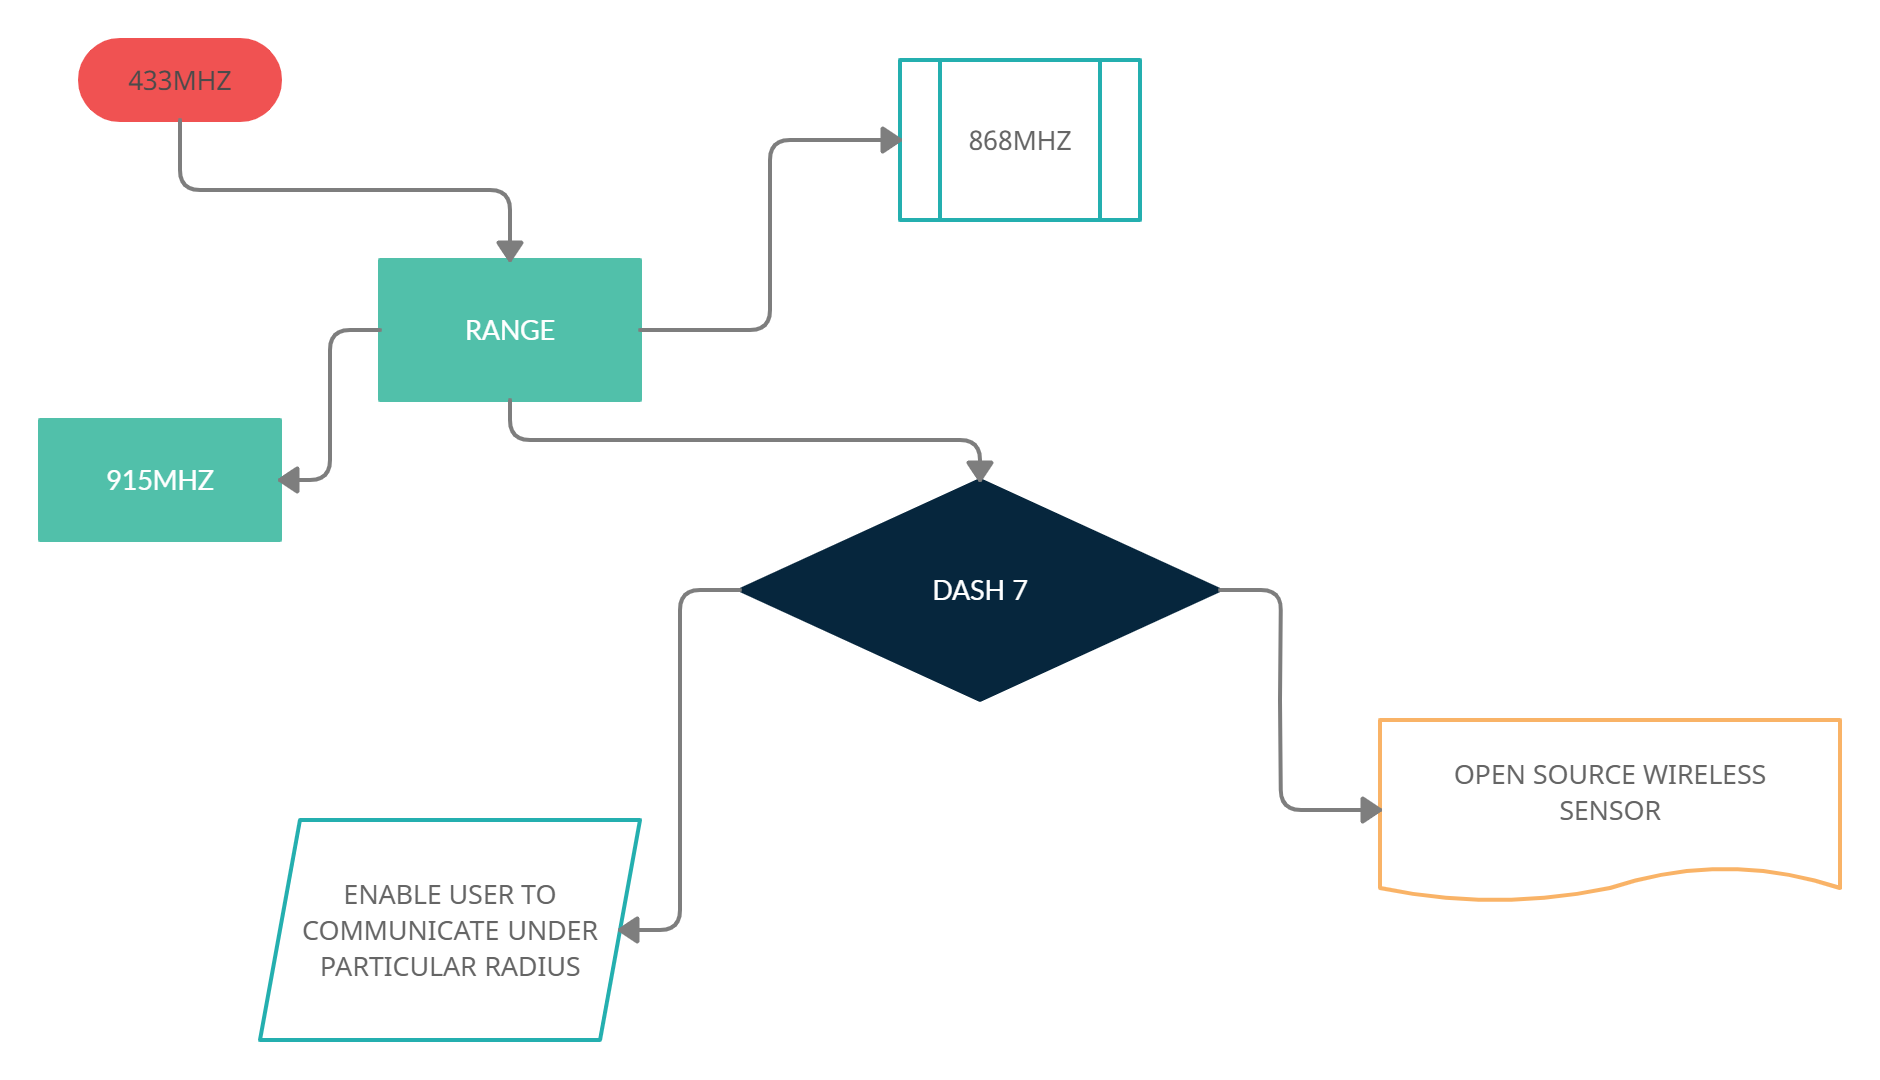 433MHZ
868MHZ
RANGE
915MHZ
DASH 7
OPEN SOURCE WIRELESS
SENSOR
ENABLE USER TO
COMMUNICATE UNDER
PARTICULAR RADIUS